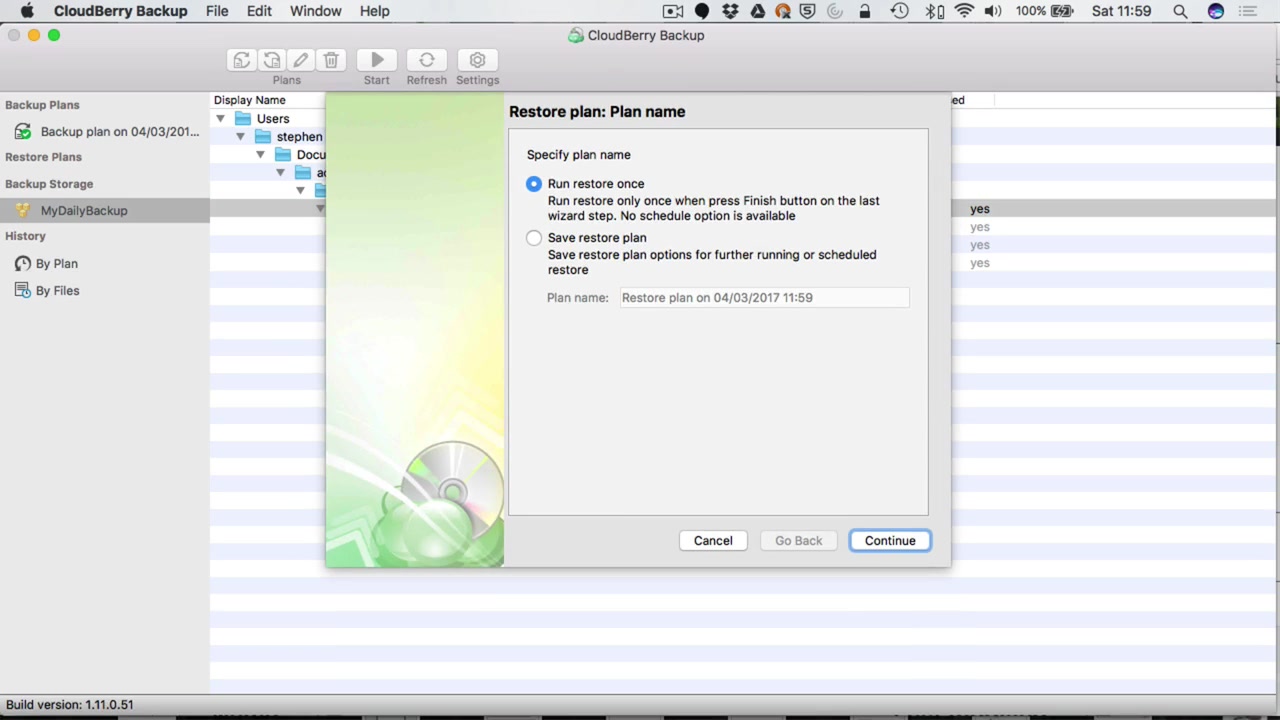 CloudBerry Backup File Edit Window Help 100% Sat 11:59
CloudBerry Backup
Plans Start Refresh Settings
Backup Plans
Backup plan on 04/03/201...
Restore Plans
Backup Storage
MyDailyBackup
History
By Plan
By Files
Display Name
Users
stephen
Docu
yes
yes
yes
yes
Restore plan: Plan name
Specify plan name
Run restore once
Run restore only once when press Finish button on the last
wizard step. No schedule option is available
Save restore plan
Save restore plan options for further running or scheduled
restore
Plan name: Restore plan on 04/03/2017 11:59
Cancel Go Back Continue
Build version: 1.11.0.51